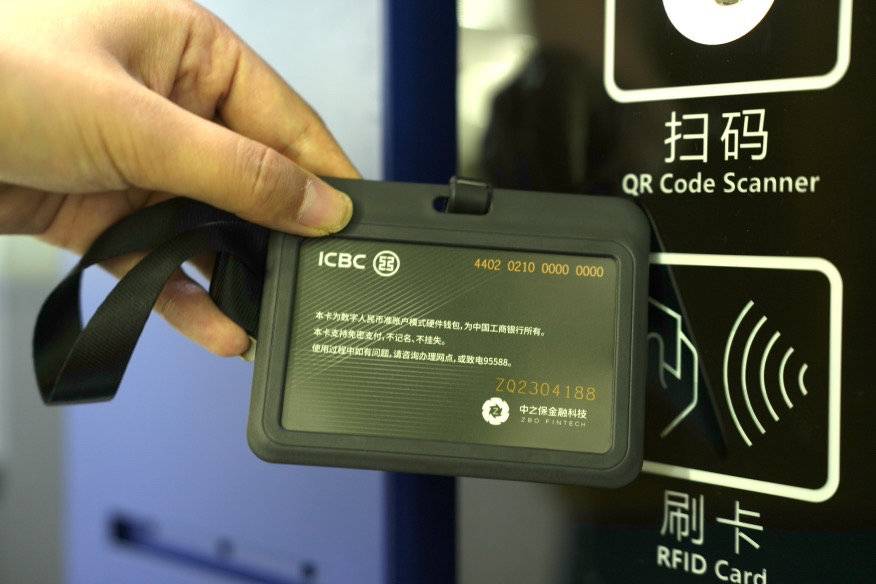 扫码
QR Code Scanner
ICBC
4402 0210 0000 0000
本卡为数字人民币准账户模式硬件钱包，为中国工商银行所有。
本卡支持免密支付，不记名、不挂失。
使用过程中如有问题，请咨询办理网点，或致电95588。
ZQ2304188
中之保金融科技
ZBO FINTECH
刷卡
RFID Card